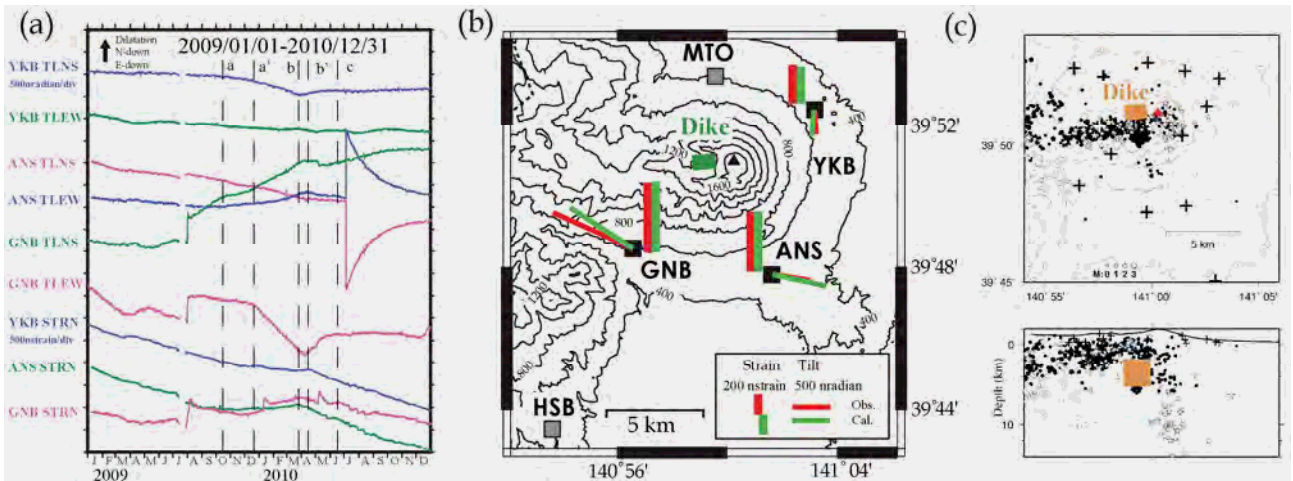 (a)
Dilatation
N-down
E-down
2009/01/01-2010/12/31
a a' b b' c
YKB TLNS
500nradian/div
YKB TLEW
ANS TLNS
ANS TLEW
GNB TLNS
GNB TLEW
YKB STRN
500nstrain/div
ANS STRN
GNB STRN
J F M A M J J A S O N D J F M A M J J A S O N D
2009 2010
(b)
MTO
400
39°52'
Dike
1200
800
YKB
1600
800
ANS
GNB
39°48'
400
1200
400
800
Strain Tilt
200 nstrain 500 nradian
Obs.
Cal.
HSB
5 km
39°44'
140°56' 141°04'
(c)
Dike
39°50'
5 km
M:0 1 2 3
39°45'
140°55' 141°00' 141°05'
0
Depth (km)
10